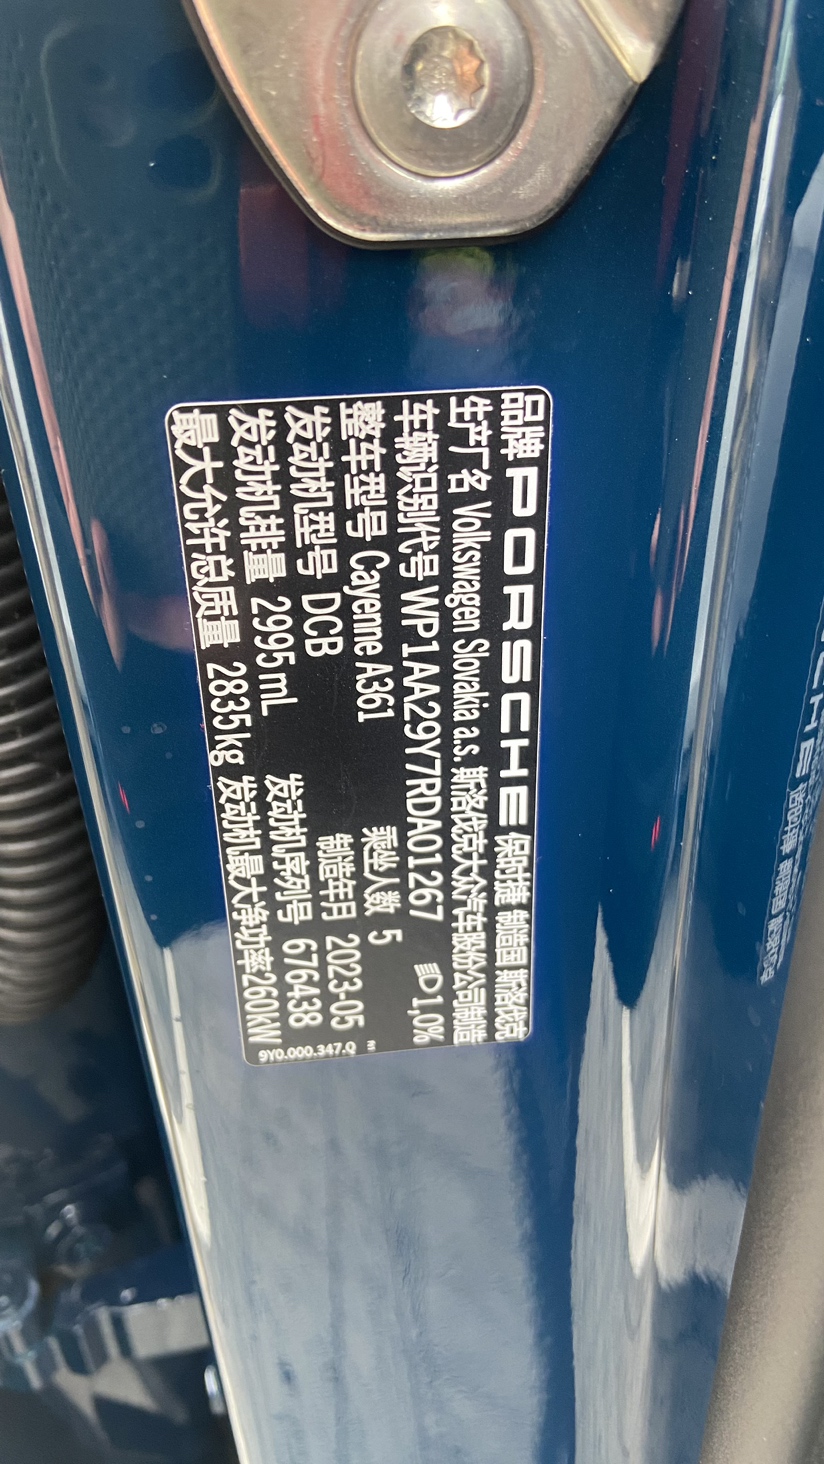 品牌 PORSCHE 保时捷 制造国 斯洛伐克
生产厂名 Volkswagen Slovakia a.s. 斯洛伐克大众汽车股份公司制造
车辆识别代号 WP1AA29Y7RDA01267 D1,0%
整车型号 Cayenne A361 乘坐人数 5
发动机型号 DCB 制造年月 2023-05
发动机排量 2995 mL 发动机序列号 676438
最大允许总质量 2835kg 发动机最大净功率260kW
9Y0.000.347.Q